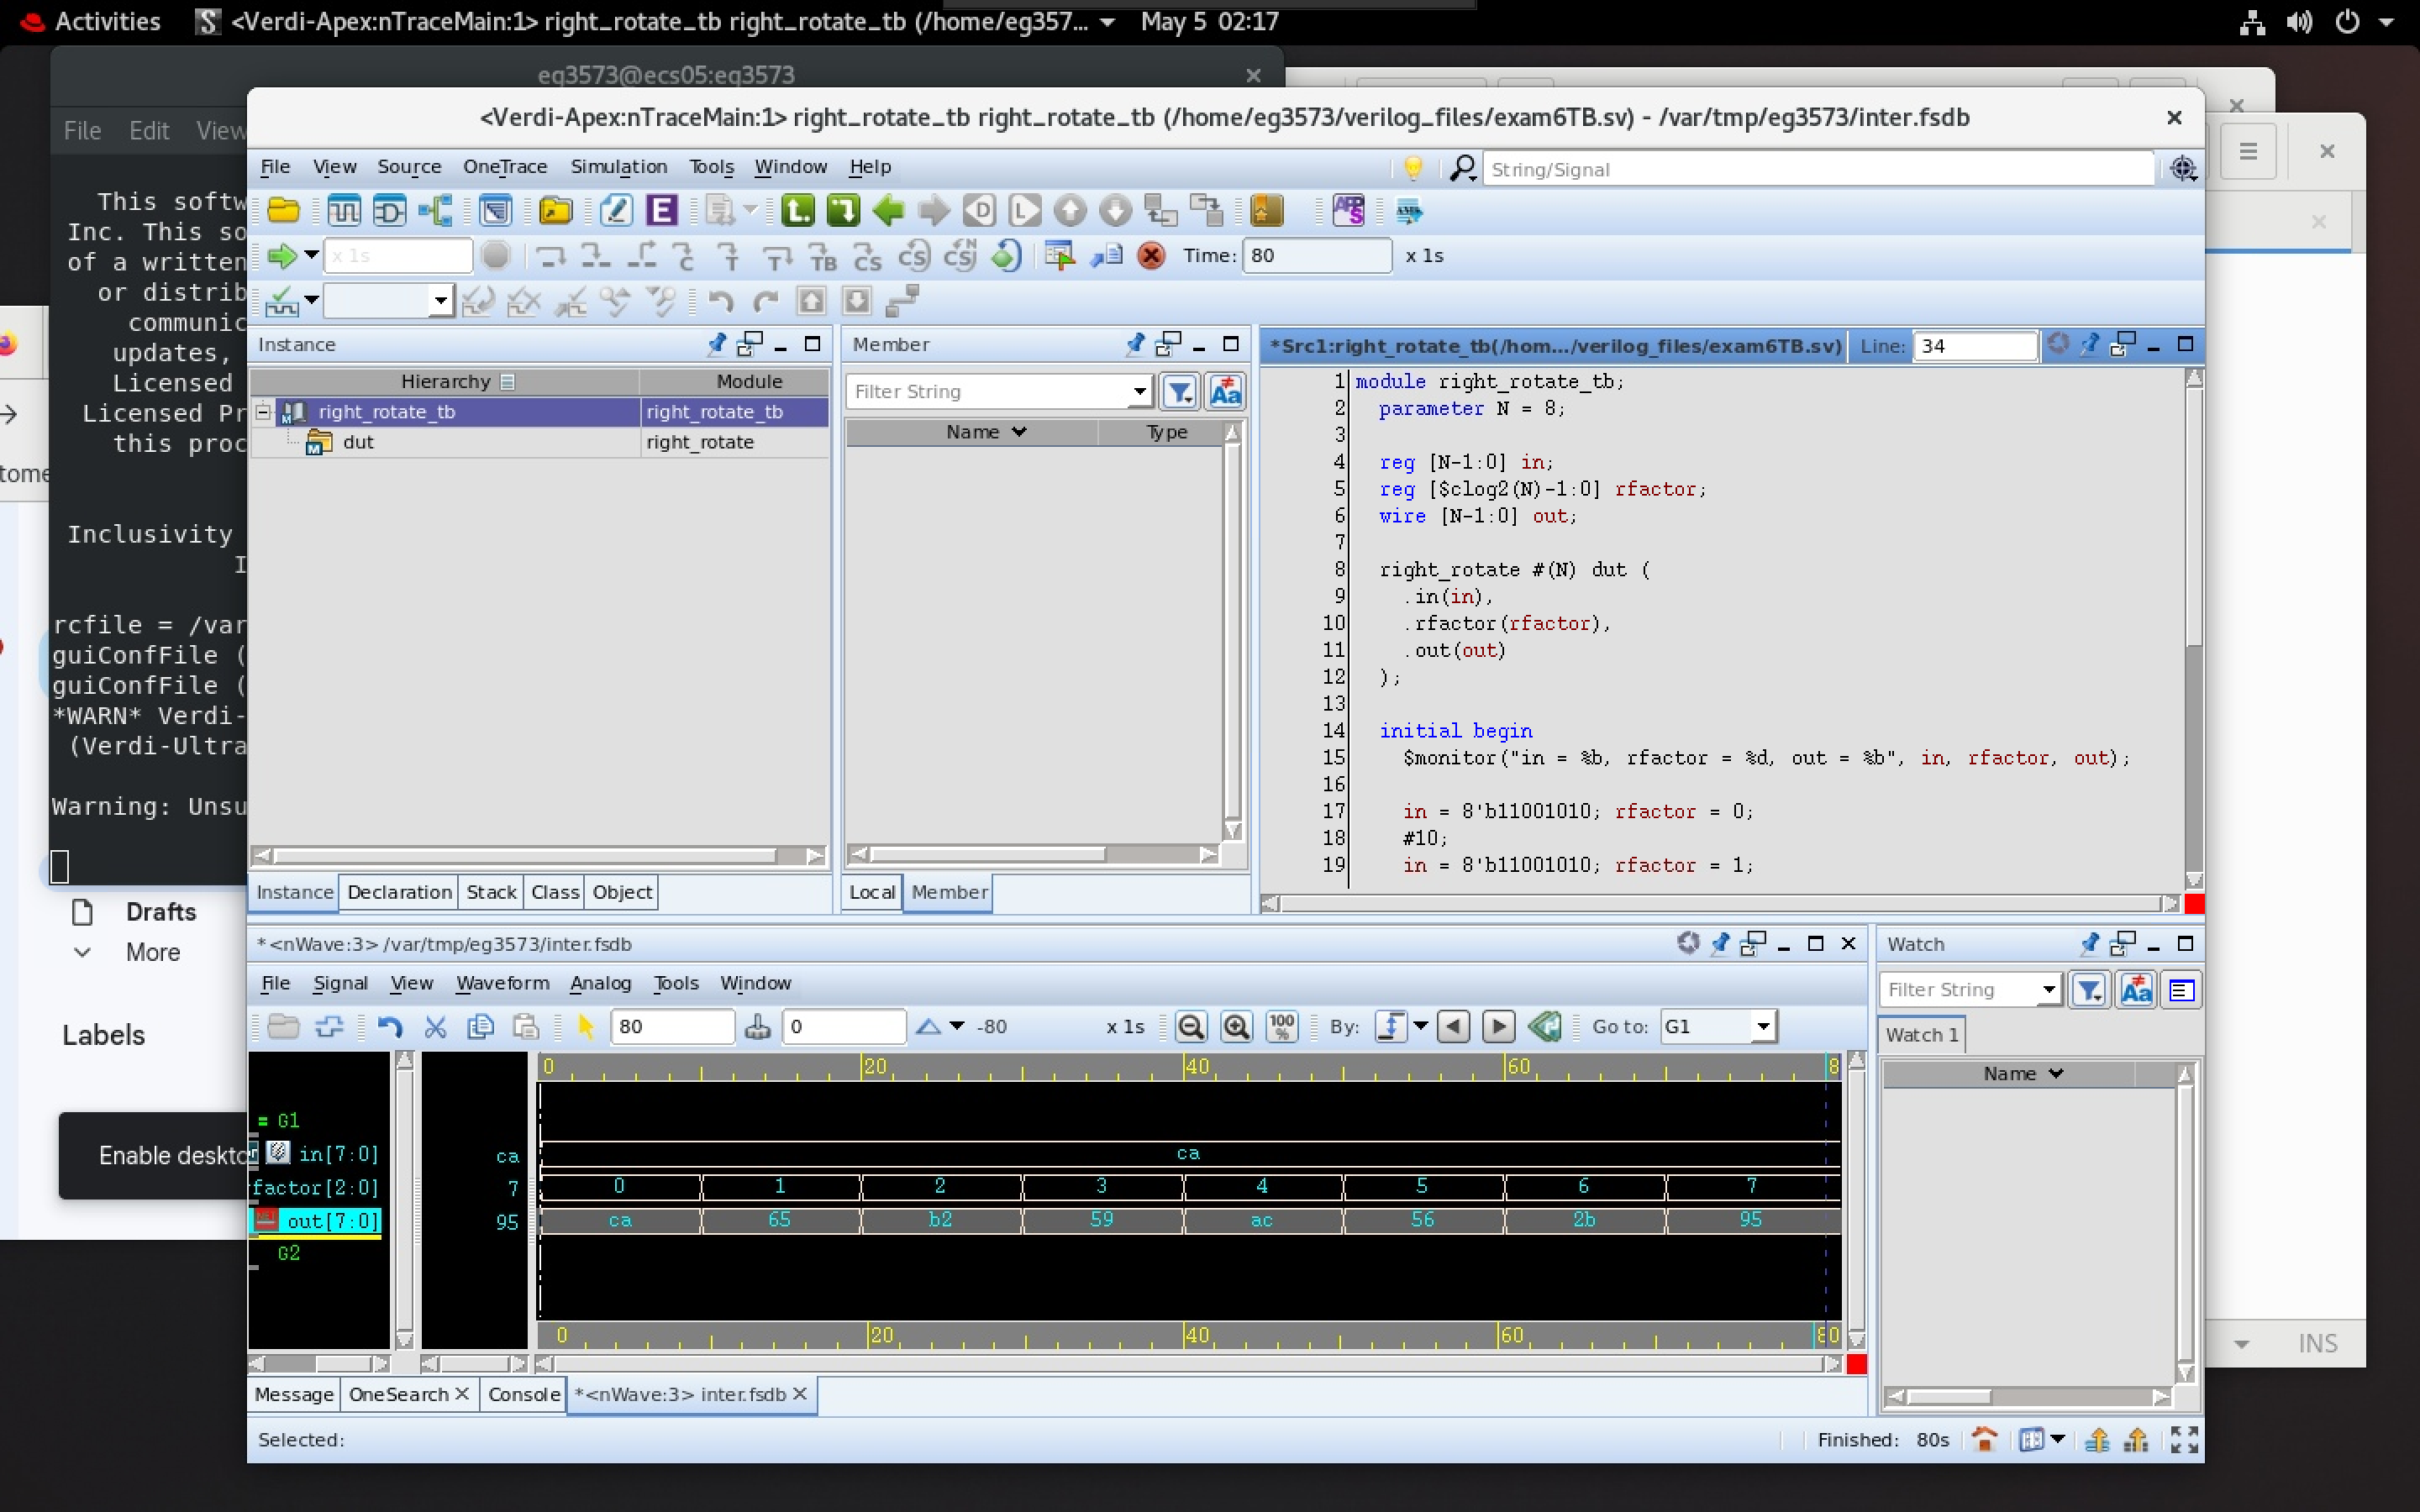 Activities <Verdi-Apex:nTraceMain:1> right_rotate_tb right_rotate_tb (/home/eg357... May 5 02:17
eg3573@ecs05:eg3573
File Edit View
This softw
Inc. This so
of a written
or distrib
communic
updates,
Licensed
Licensed Pr
this proc
Inclusivity
I
rcfile = /var
guiConfFile (
guiConfFile (
*WARN* Verdi-
(Verdi-Ultra
Warning: Unsu
tome
Drafts
More
Labels
Enable deskto
<Verdi-Apex:nTraceMain:1> right_rotate_tb right_rotate_tb (/home/eg3573/verilog_files/exam6TB.sv) - /var/tmp/eg3573/inter.fsdb
File View Source OneTrace Simulation Tools Window Help String/Signal
x 1s Time: 80 x 1s
Instance
Hierarchy Module
right_rotate_tb right_rotate_tb
dut right_rotate
Instance Declaration Stack Class Object
Member
Filter String
Name Type
Local Member
*Src1:right_rotate_tb(/hom.../verilog_files/exam6TB.sv) Line: 34
1 module right_rotate_tb;
2 parameter N = 8;
3
4 reg [N-1:0] in;
5 reg [$clog2(N)-1:0] rfactor;
6 wire [N-1:0] out;
7
8 right_rotate #(N) dut (
9 .in(in),
10 .rfactor(rfactor),
11 .out(out)
12 );
13
14 initial begin
15 $monitor("in = %b, rfactor = %d, out = %b", in, rfactor, out);
16
17 in = 8'b11001010; rfactor = 0;
18 #10;
19 in = 8'b11001010; rfactor = 1;
*<nWave:3> /var/tmp/eg3573/inter.fsdb
File Signal View Waveform Analog Tools Window
80 0 -80 x 1s 100 % By: Go to: G1
0 20 40 60 8
= G1
in[7:0] ca ca
factor[2:0] 7 0 1 2 3 4 5 6 7
out[7:0] 95 ca 65 b2 59 ac 56 2b 95
G2
0 20 40 60 80
Message OneSearch Console *<nWave:3> inter.fsdb
Watch
Filter String
Watch 1
Name
Selected: Finished: 80s
INS